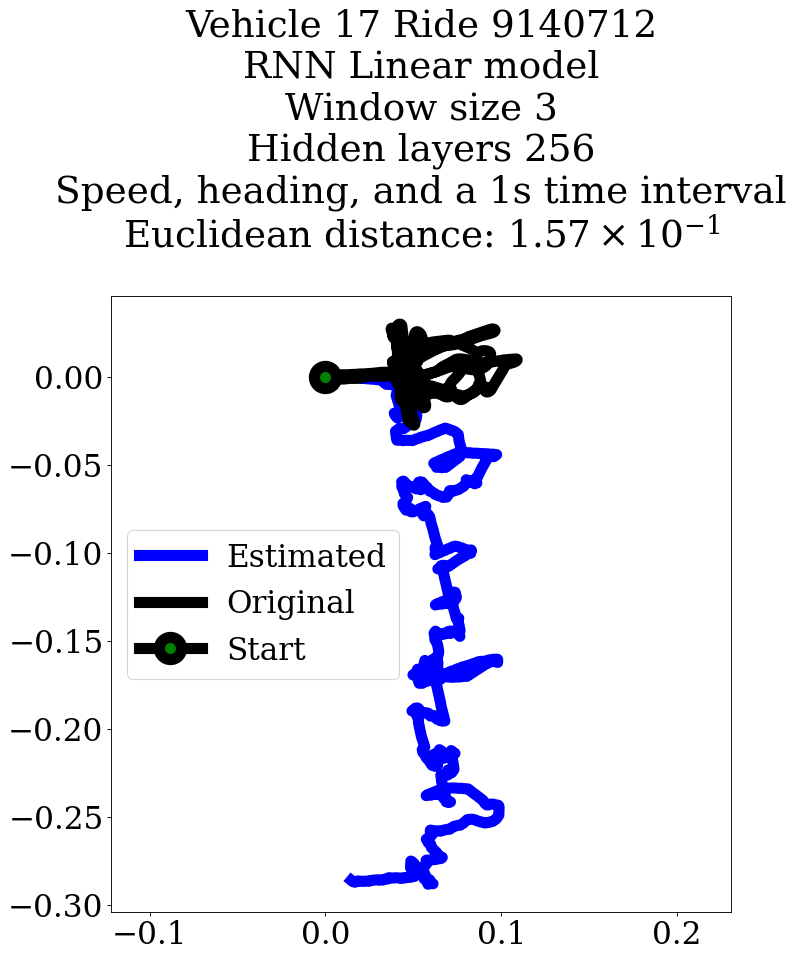 Vehicle 17 Ride 9140712
RNN Linear model
Window size 3
Hidden layers 256
Speed, heading, and a 1s time interval
Euclidean distance: 1.57 × 10⁻¹
0.00
−0.05
−0.10
−0.15
−0.20
−0.25
−0.30
Estimated
Original
Start
−0.1
0.0
0.1
0.2